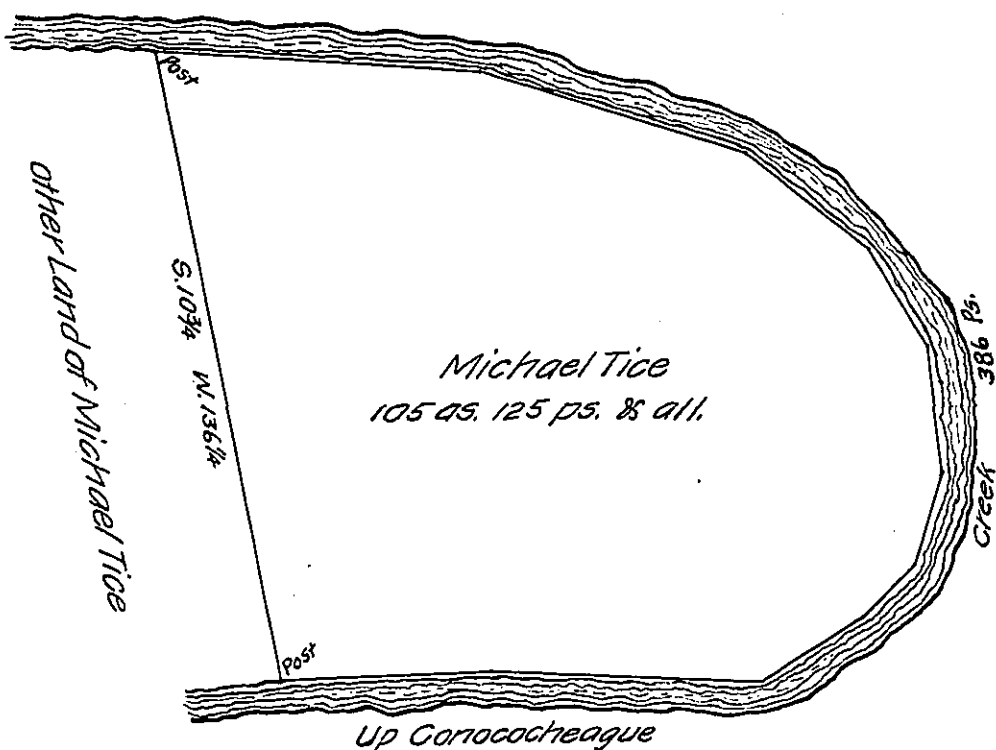 Post
other Land of Michael Tice
S. 10¾ W. 136¼
Michael Tice
105 as. 125 ps. & all.
386 Ps.
Creek
Post
Up Conococheague